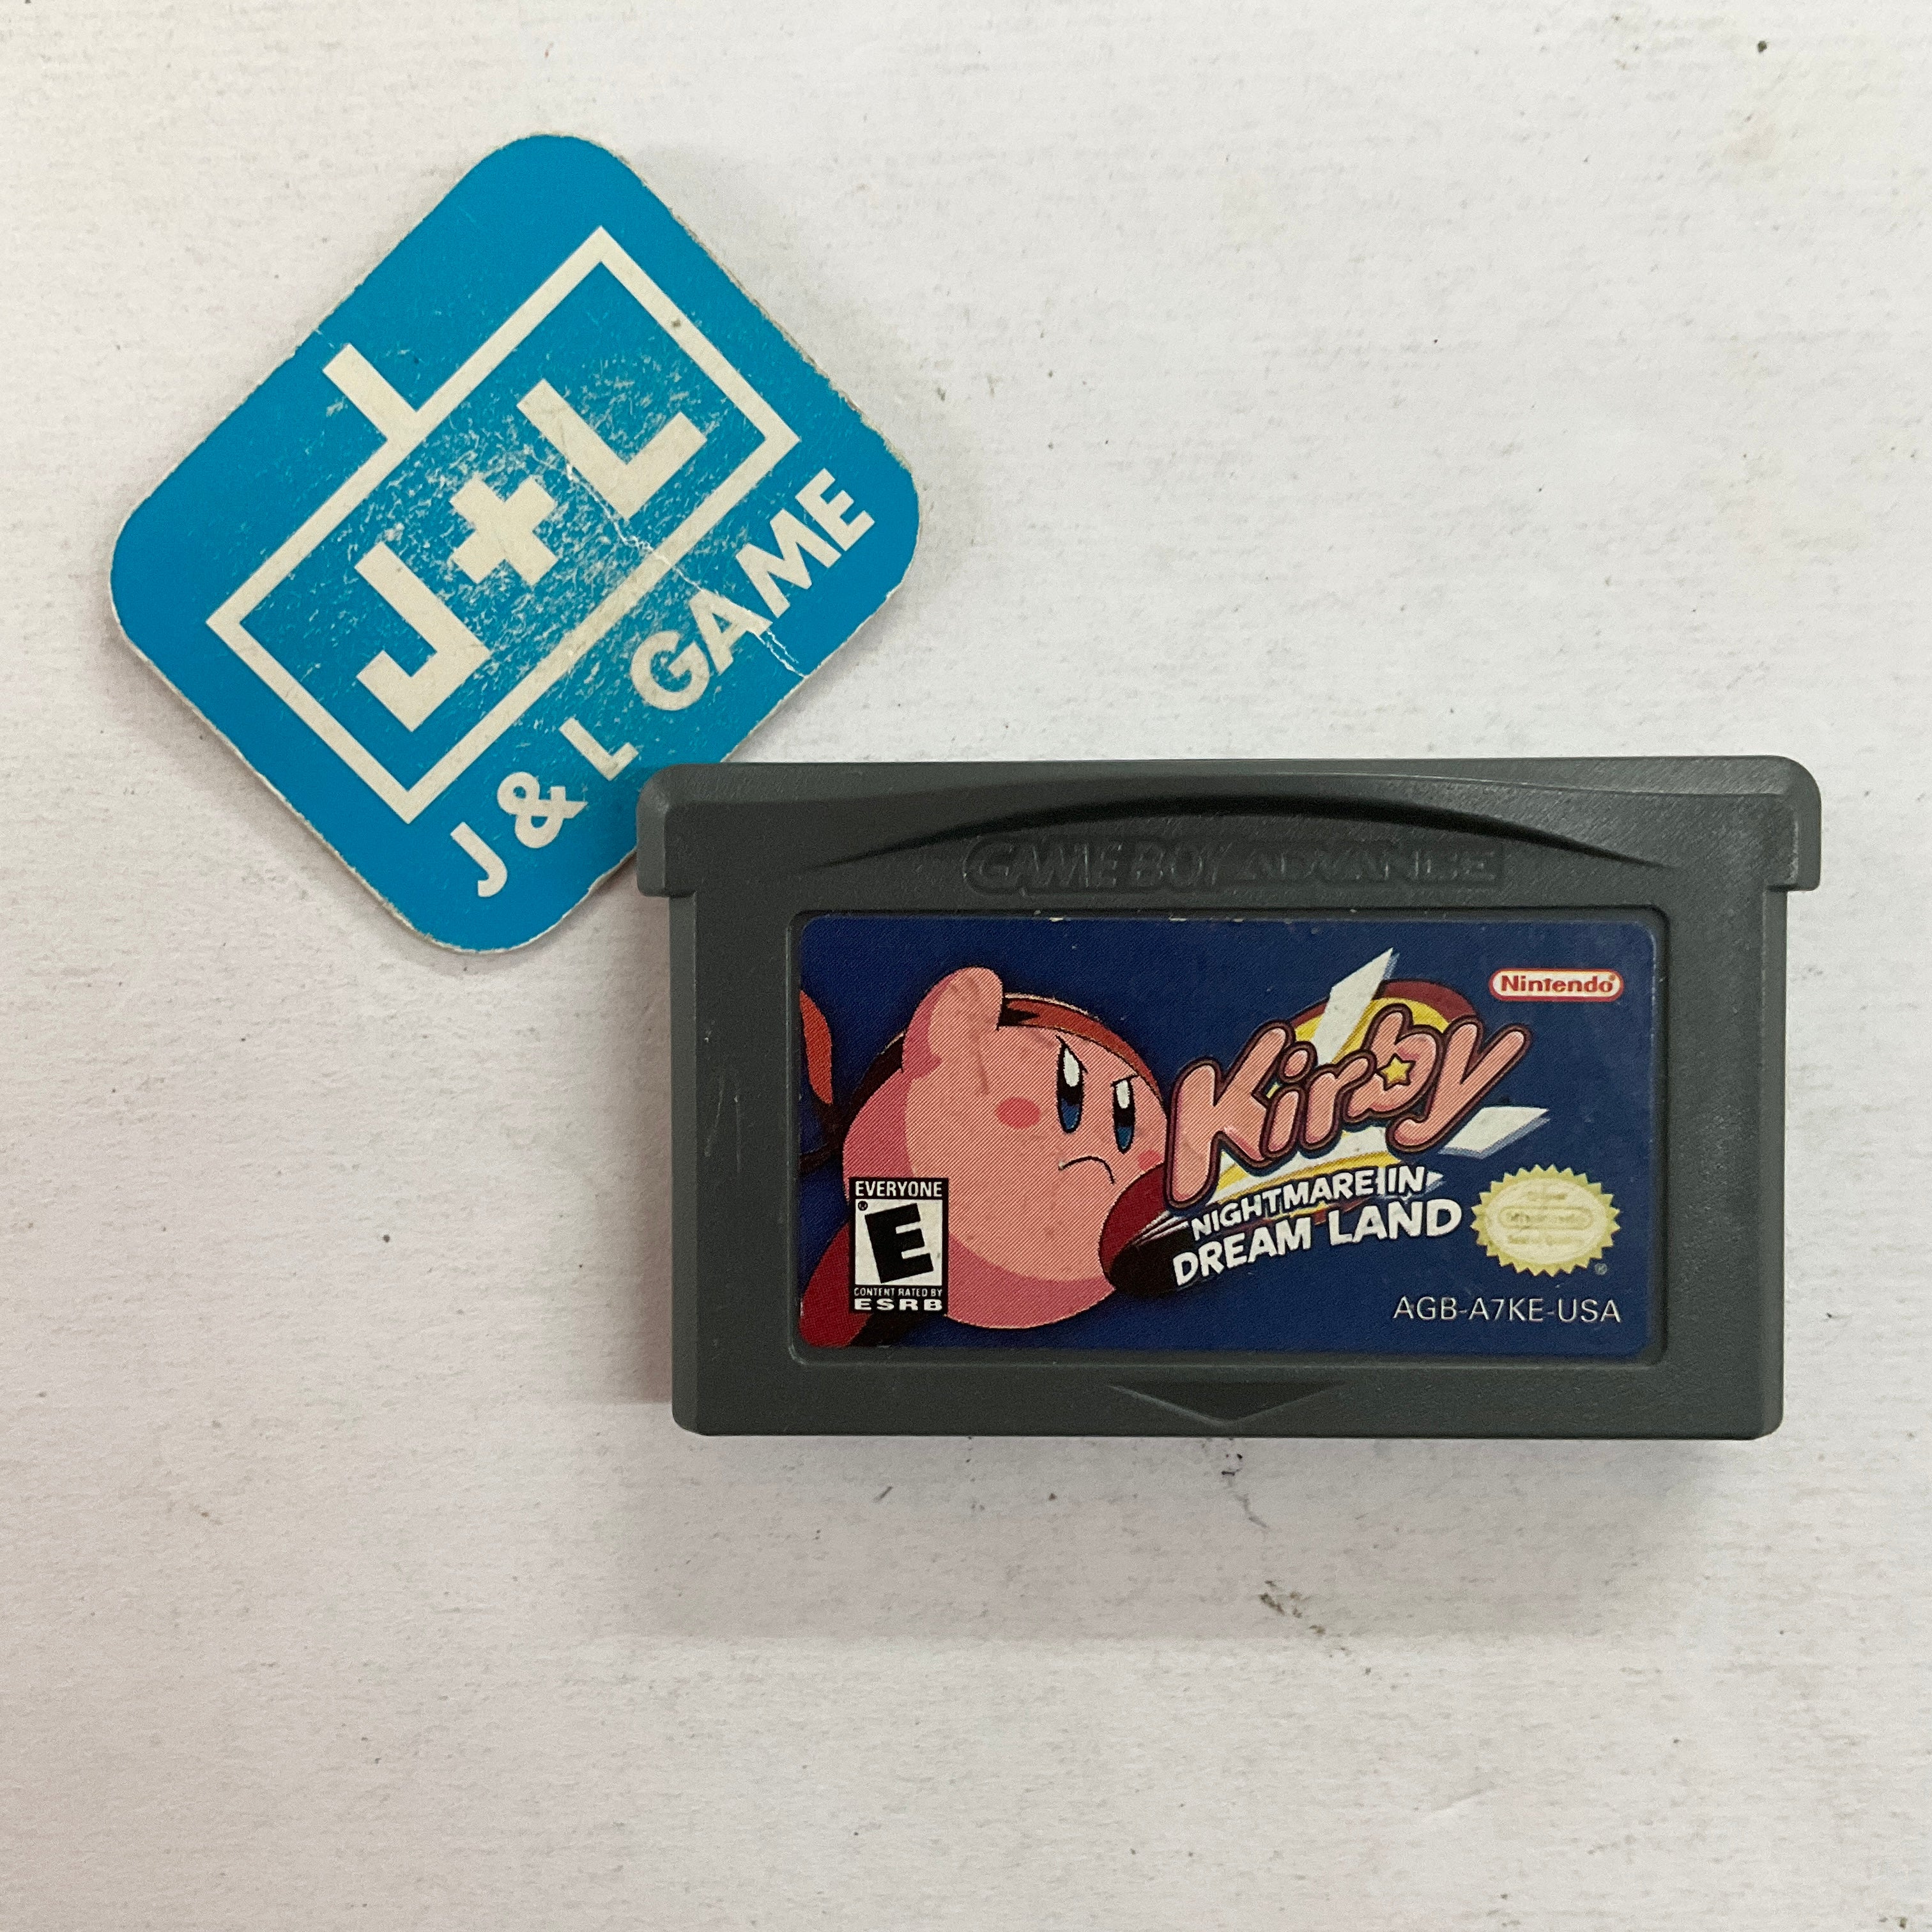 J+L
J & L GAME
GAME BOY ADVANCE
Nintendo®
Kirby
NIGHTMARE IN
DREAM LAND
EVERYONE
E
®
CONTENT RATED BY
ESRB
®
AGB-A7KE-USA